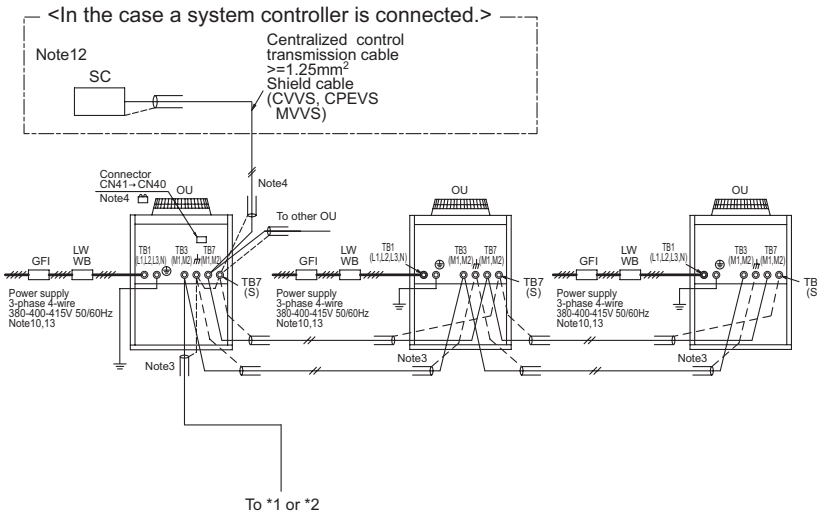 <In the case a system controller is connected.>
Note12
SC
Centralized control
transmission cable
>=1.25mm2
Shield cable
(CVVS, CPEVS
MVVS)
Connector
CN41→CN40
Note4
OU
Note4
To other OU
TB1
(L1,L2,L3,N)
TB3
(M1,M2)
TB7
(M1,M2)
TB7
(S)
GFI
LW
WB
Power supply
3-phase 4-wire
380-400-415V 50/60Hz
Note10,13
Note3
OU
GFI
LW
WB
TB1
(L1,L2,L3,N)
TB3
(M1,M2)
TB7
(M1,M2)
TB7
(S)
Power supply
3-phase 4-wire
380-400-415V 50/60Hz
Note10,13
Note3
OU
GFI
LW
WB
TB1
(L1,L2,L3,N)
TB3
(M1,M2)
TB7
(M1,M2)
TB
(S
Power supply
3-phase 4-wire
380-400-415V 50/60Hz
Note10,13
Note3
To *1 or *2